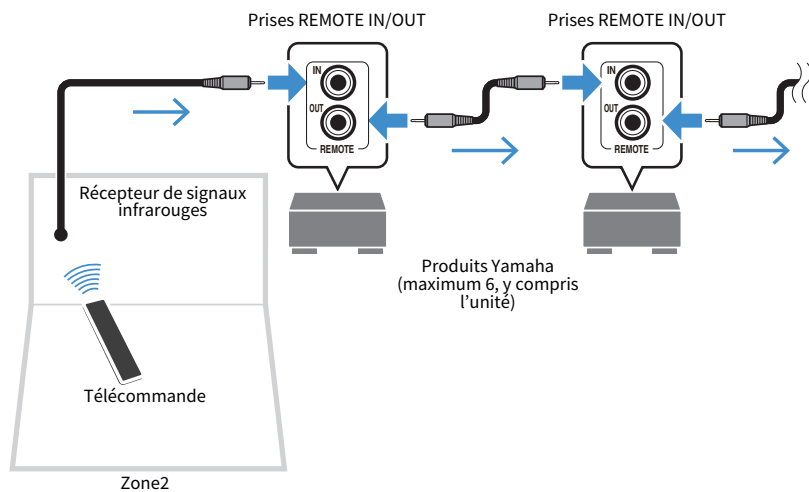 Prises REMOTE IN/OUT
Prises REMOTE IN/OUT
IN
OUT
REMOTE
IN
OUT
REMOTE
Récepteur de signaux
infrarouges
Produits Yamaha
(maximum 6, y compris
l’unité)
Télécommande
Zone2